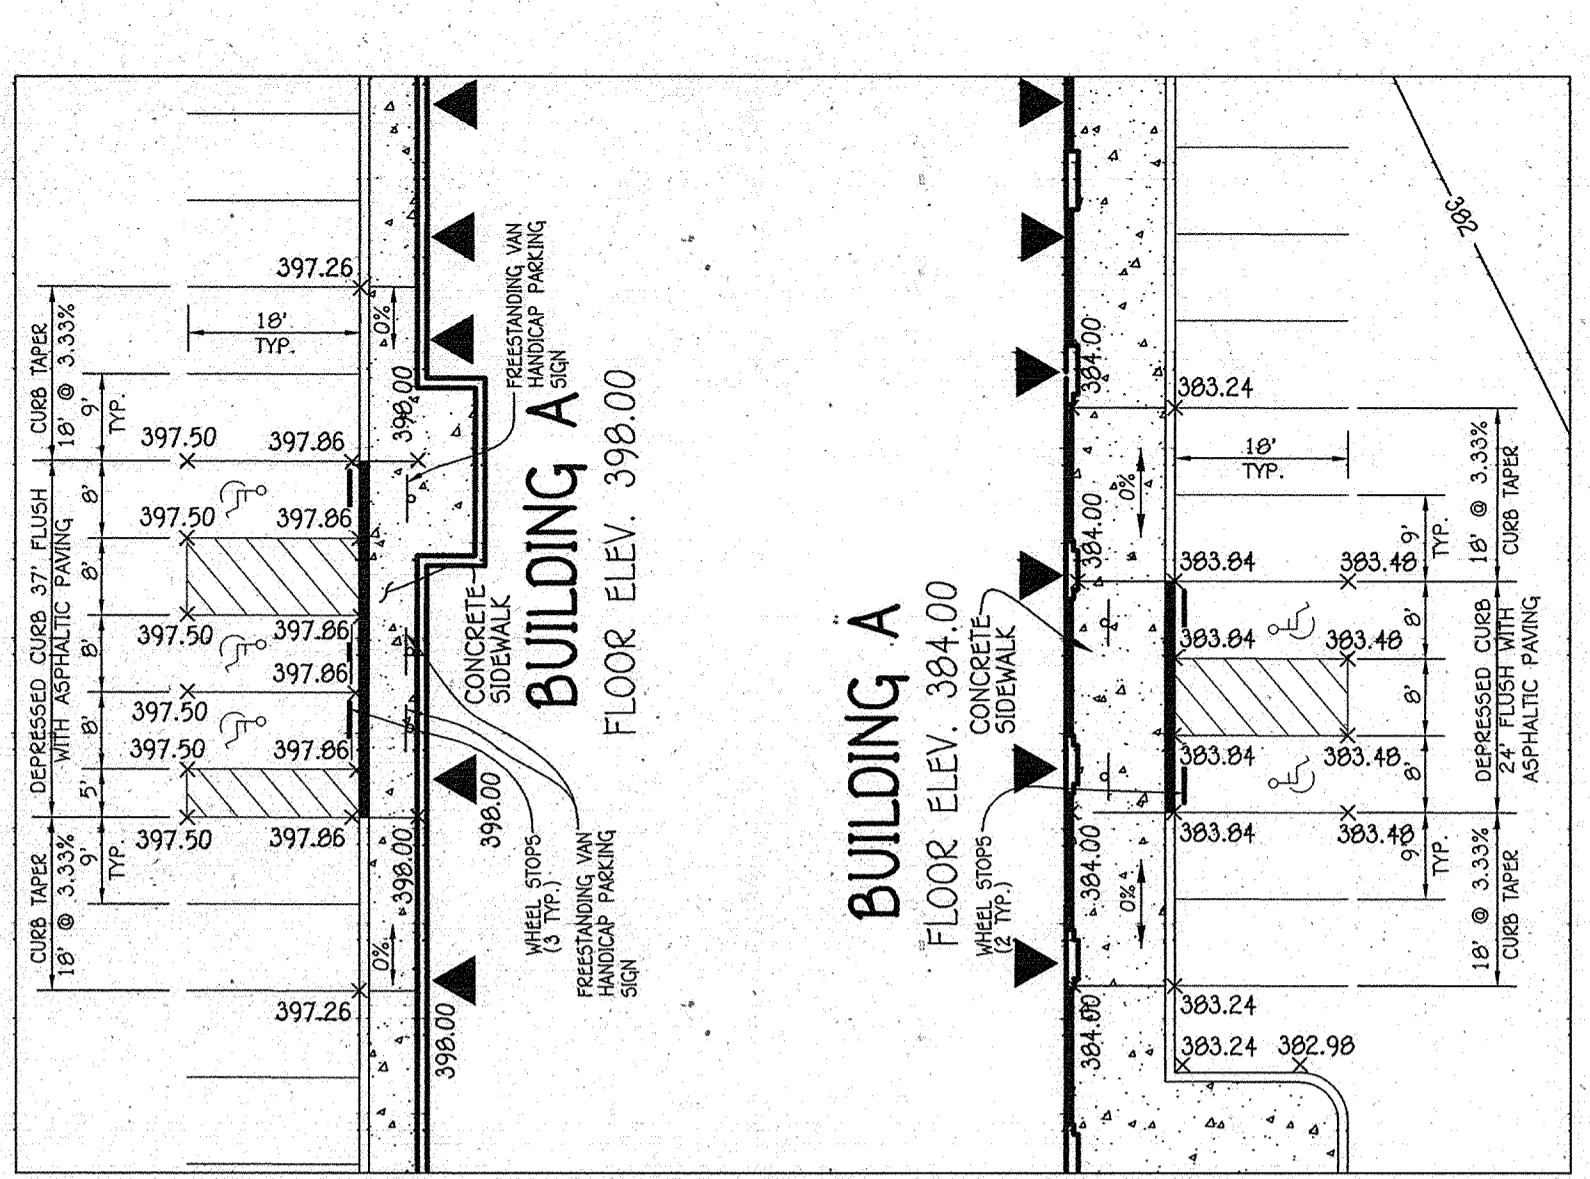 397.26
18'
TYP.
CURB TAPER
18' @ 3.33%
9'
TYP.
0%
398.00
397.50
397.86
DEPRESSED CURB 37' FLUSH
WITH ASPHALTIC PAVING
8'
8'
8'
8'
5'
397.50
397.86
397.50
397.86
397.86
397.50
397.50
397.86
397.50
397.86
CURB TAPER
18' @ 3.33%
9'
TYP.
398.00
0%
397.26
398.00
398.00
FREESTANDING VAN
HANDICAP PARKING
SIGN
CONCRETE
SIDEWALK
BUILDING A
FLOOR ELEV. 398.00
WHEEL STOPS
(3 TYP.)
FREESTANDING VAN
HANDICAP PARKING
SIGN
BUILDING A
FLOOR ELEV. 384.00
CONCRETE
SIDEWALK
WHEEL STOPS
(2 TYP.)
384.00
384.00
384.00
384.00
0%
0%
382
383.24
18'
TYP.
18' @ 3.33%
CURB TAPER
9'
TYP.
383.84
383.48
383.84
383.48
383.84
383.48
383.84
383.48
8'
8'
8'
DEPRESSED CURB
24' FLUSH WITH
ASPHALTIC PAVING
9'
TYP.
18' @ 3.33%
CURB TAPER
383.24
383.24
382.98